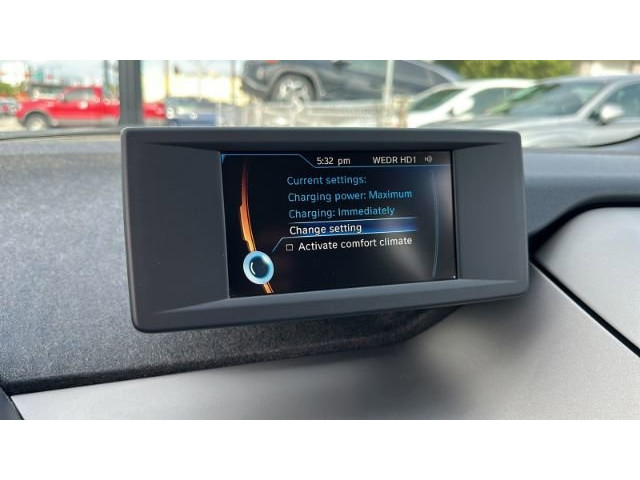 5:32 pm WEDR HD1
Current settings:
Charging power: Maximum
Charging: Immediately
Change setting
Activate comfort climate